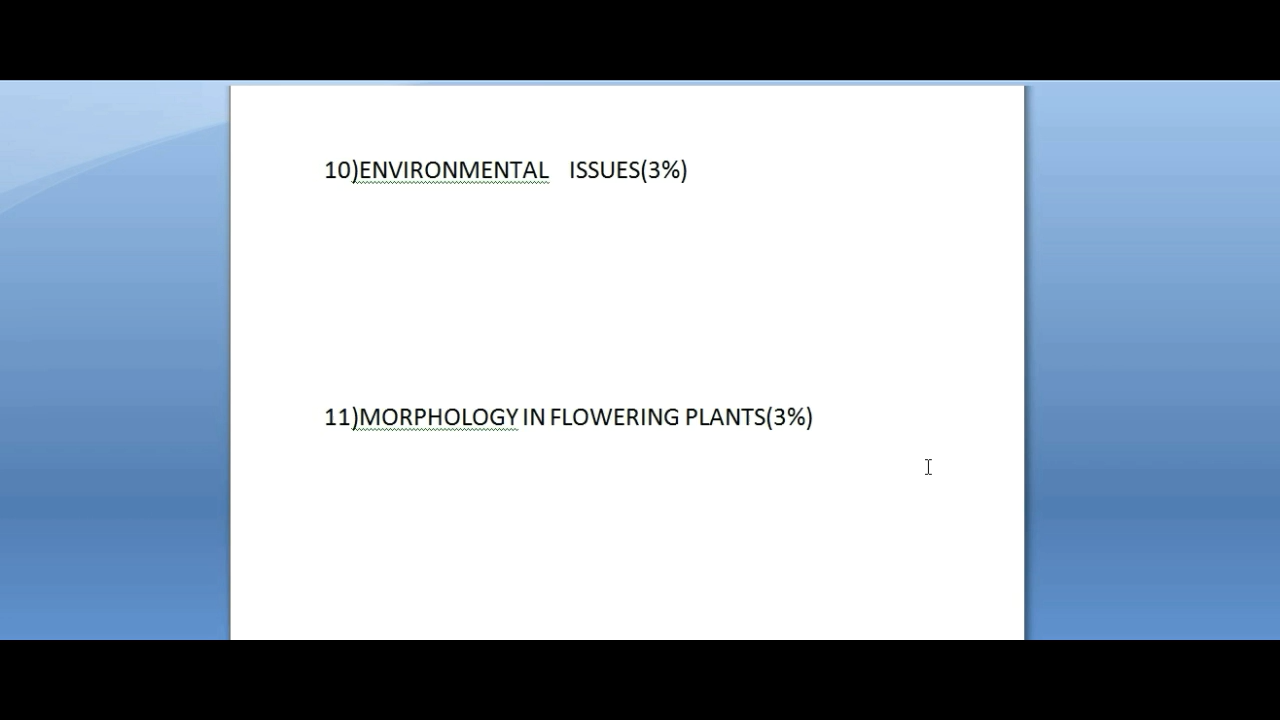 10)ENVIRONMENTAL ISSUES(3%)
11)MORPHOLOGY IN FLOWERING PLANTS(3%)